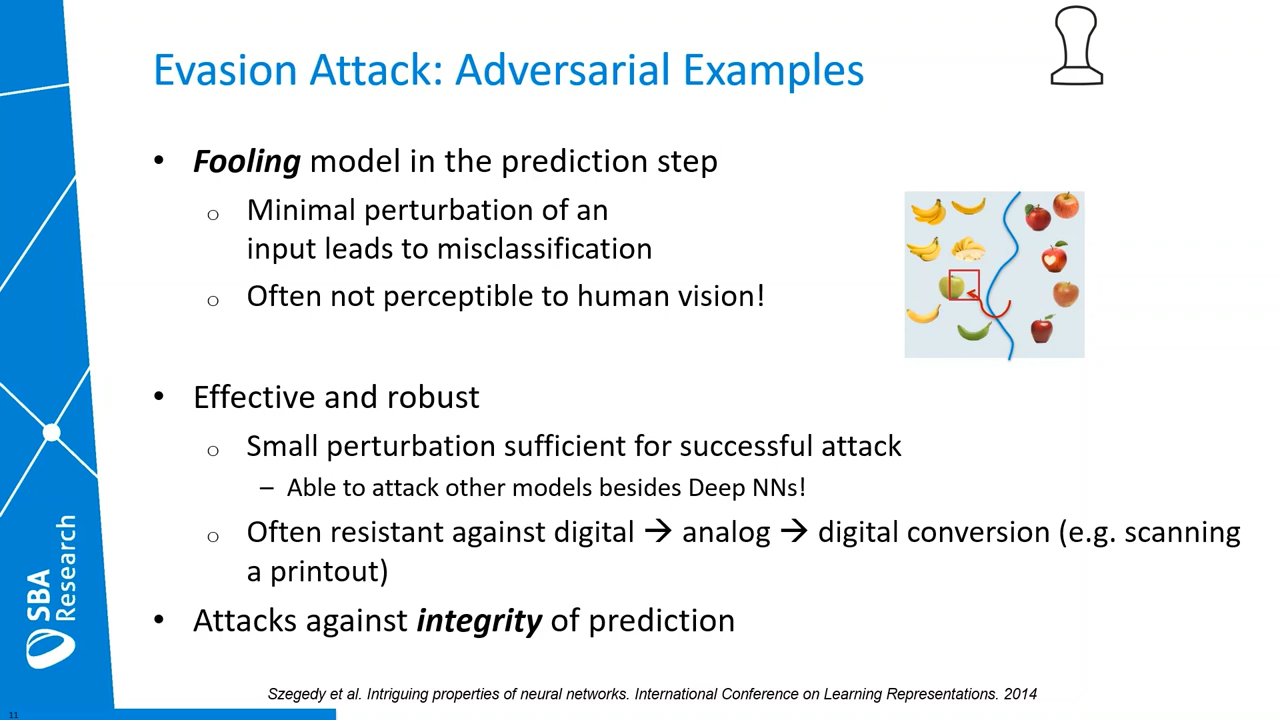 Evasion Attack: Adversarial Examples
• Fooling model in the prediction step
o Minimal perturbation of an
input leads to misclassification
o Often not perceptible to human vision!
• Effective and robust
o Small perturbation sufficient for successful attack
– Able to attack other models besides Deep NNs!
o Often resistant against digital → analog → digital conversion (e.g. scanning
a printout)
• Attacks against integrity of prediction
Szegedy et al. Intriguing properties of neural networks. International Conference on Learning Representations. 2014
SBA
Research
11